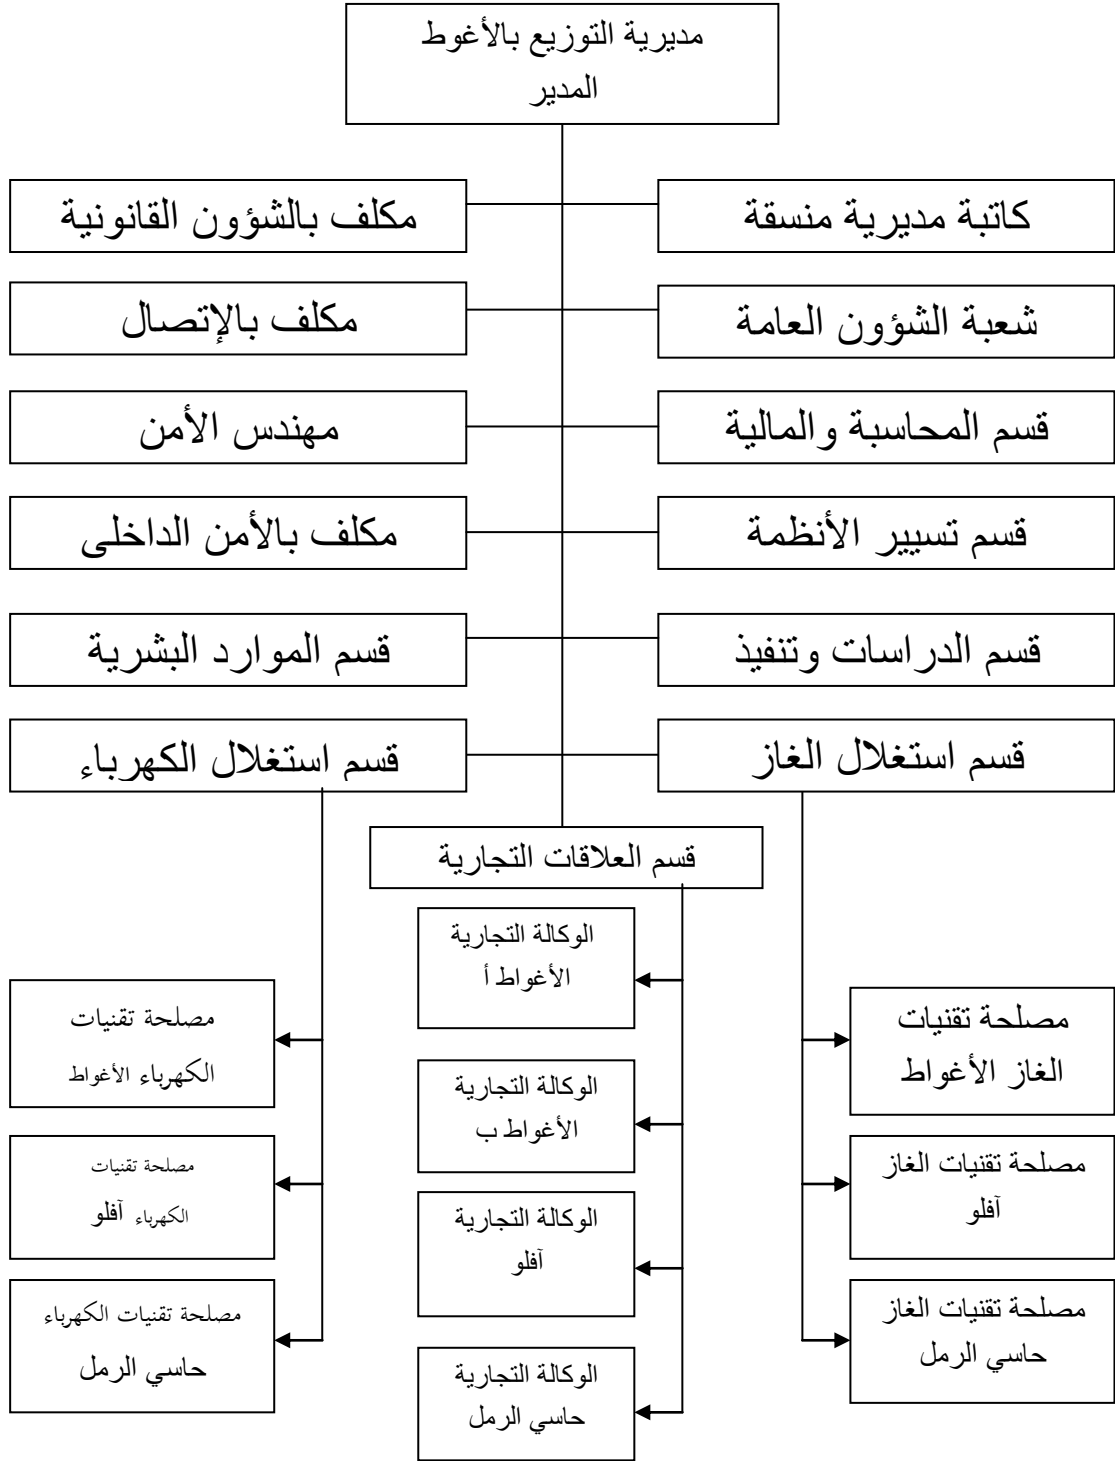 مديرية التوزيع بالأغوط
المدير
كاتبة مديرية منسقة
مكلف بالشؤون القانونية
شعبة الشؤون العامة
مكلف بالإتصال
قسم المحاسبة والمالية
مهندس الأمن
قسم تسيير الأنظمة
مكلف بالأمن الداخلى
قسم الدراسات وتنفيذ
قسم الموارد البشرية
قسم استغلال الغاز
قسم استغلال الكهرباء
قسم العلاقات التجارية
مصلحة تقنيات
الغاز الأغواط
مصلحة تقنيات الغاز
آفلو
مصلحة تقنيات الغاز
حاسي الرمل
الوكالة التجارية
الأغواط أ
الوكالة التجارية
الأغواط ب
الوكالة التجارية
آفلو
الوكالة التجارية
حاسي الرمل
مصلحة تقنيات
الكهرباء الأغواط
مصلحة تقنيات
الكهرباء آفلو
مصلحة تقنيات الكهرباء
حاسي الرمل